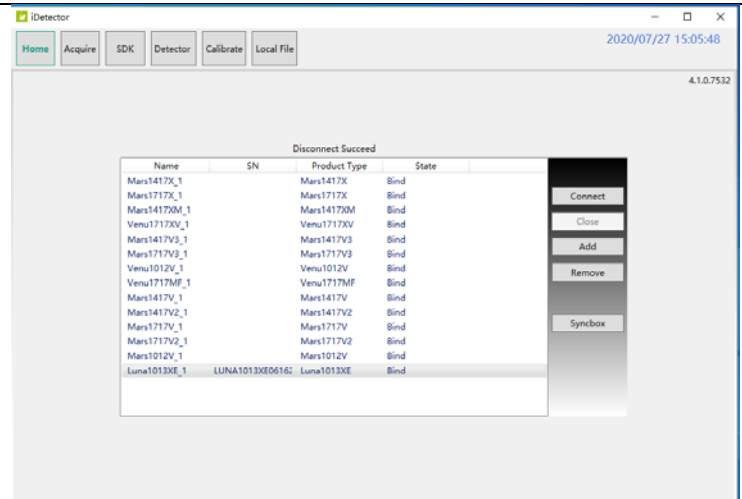 iDetector
Home Acquire SDK Detector Calibrate Local File 2020/07/27 15:05:48
4.1.0.7532
Disconnect Succeed
Name SN Product Type State
Mars1417X_1 Mars1417X Bind
Mars1717X_1 Mars1717X Bind
Mars1417XM_1 Mars1417XM Bind
Venu1717XV_1 Venu1717XV Bind
Mars1417V3_1 Mars1417V3 Bind
Mars1717V3_1 Mars1717V3 Bind
Venu1012V_1 Venu1012V Bind
Venu1717MF_1 Venu1717MF Bind
Mars1417V_1 Mars1417V Bind
Mars1417V2_1 Mars1417V2 Bind
Mars1717V_1 Mars1717V Bind
Mars1717V2_1 Mars1717V2 Bind
Mars1012V_1 Mars1012V Bind
Luna1013XE_1 LUNA1013XE0616 Luna1013XE Bind
Connect
Close
Add
Remove
Syncbox